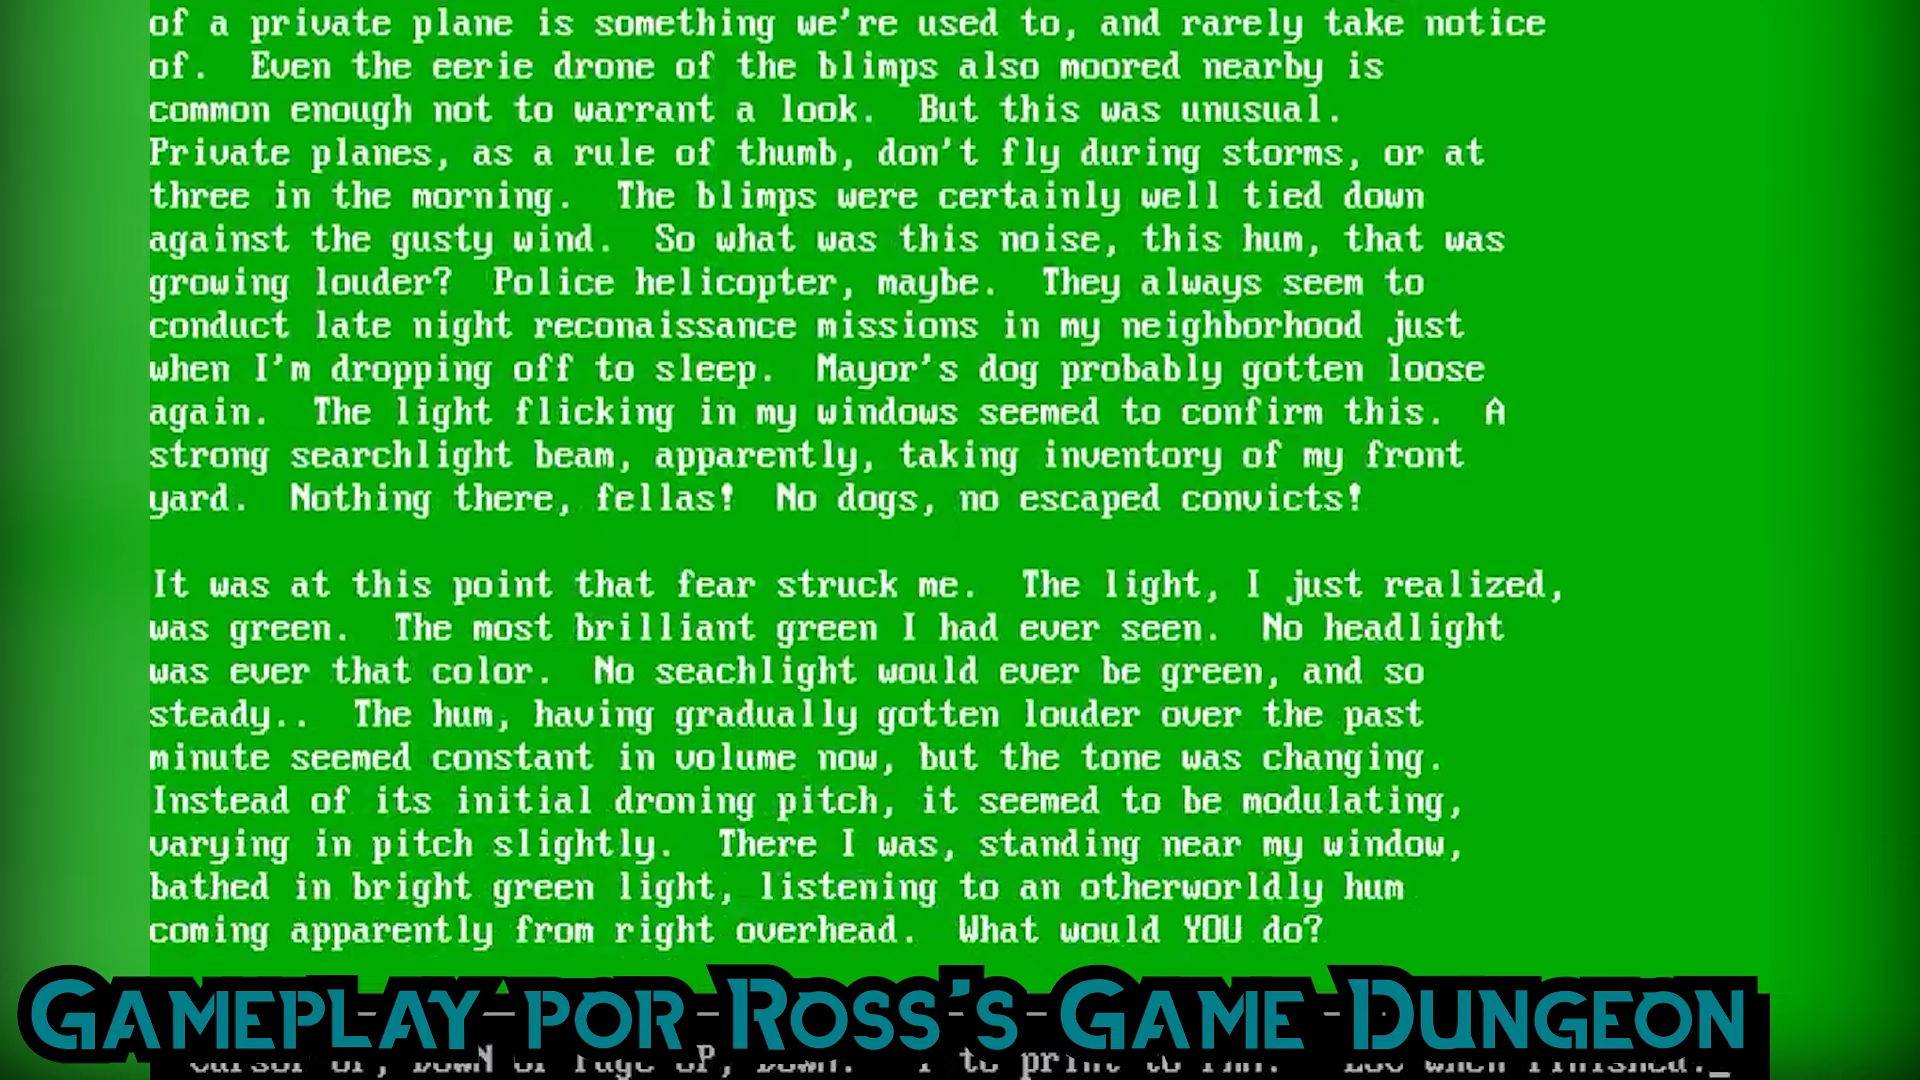 of a private plane is something we're used to, and rarely take notice
of.  Even the eerie drone of the blimps also moored nearby is
common enough not to warrant a look.  But this was unusual.
Private planes, as a rule of thumb, don't fly during storms, or at
three in the morning.  The blimps were certainly well tied down
against the gusty wind.  So what was this noise, this hum, that was
growing louder?  Police helicopter, maybe.  They always seem to
conduct late night reconaissance missions in my neighborhood just
when I'm dropping off to sleep.  Mayor's dog probably gotten loose
again.  The light flicking in my windows seemed to confirm this.  A
strong searchlight beam, apparently, taking inventory of my front
yard.  Nothing there, fellas!  No dogs, no escaped convicts!
It was at this point that fear struck me.  The light, I just realized,
was green.  The most brilliant green I had ever seen.  No headlight
was ever that color.  No seachlight would ever be green, and so
steady..  The hum, having gradually gotten louder over the past
minute seemed constant in volume now, but the tone was changing.
Instead of its initial droning pitch, it seemed to be modulating,
varying in pitch slightly.  There I was, standing near my window,
bathed in bright green light, listening to an otherworldly hum
coming apparently from right overhead.  What would YOU do?
Gameplay por Ross's Game Dungeon
Cursor UP, DOWN or Page UP, Down. to print to when finished._